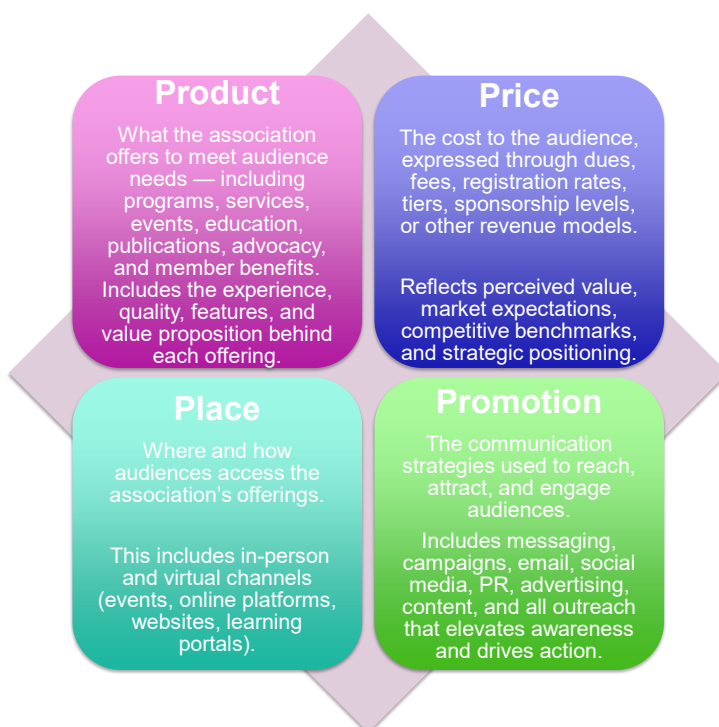 Product
What the association
offers to meet audience
needs — including
programs, services,
events, education,
publications, advocacy,
and member benefits.
Includes the experience,
quality, features, and
value proposition behind
each offering.
Price
The cost to the audience,
expressed through dues,
fees, registration rates,
tiers, sponsorship levels,
or other revenue models.
Reflects perceived value,
market expectations,
competitive benchmarks,
and strategic positioning.
Place
Where and how
audiences access the
association’s offerings.
This includes in-person
and virtual channels
(events, online platforms,
websites, learning
portals).
Promotion
The communication
strategies used to reach,
attract, and engage
audiences.
Includes messaging,
campaigns, email, social
media, PR, advertising,
content, and all outreach
that elevates awareness
and drives action.